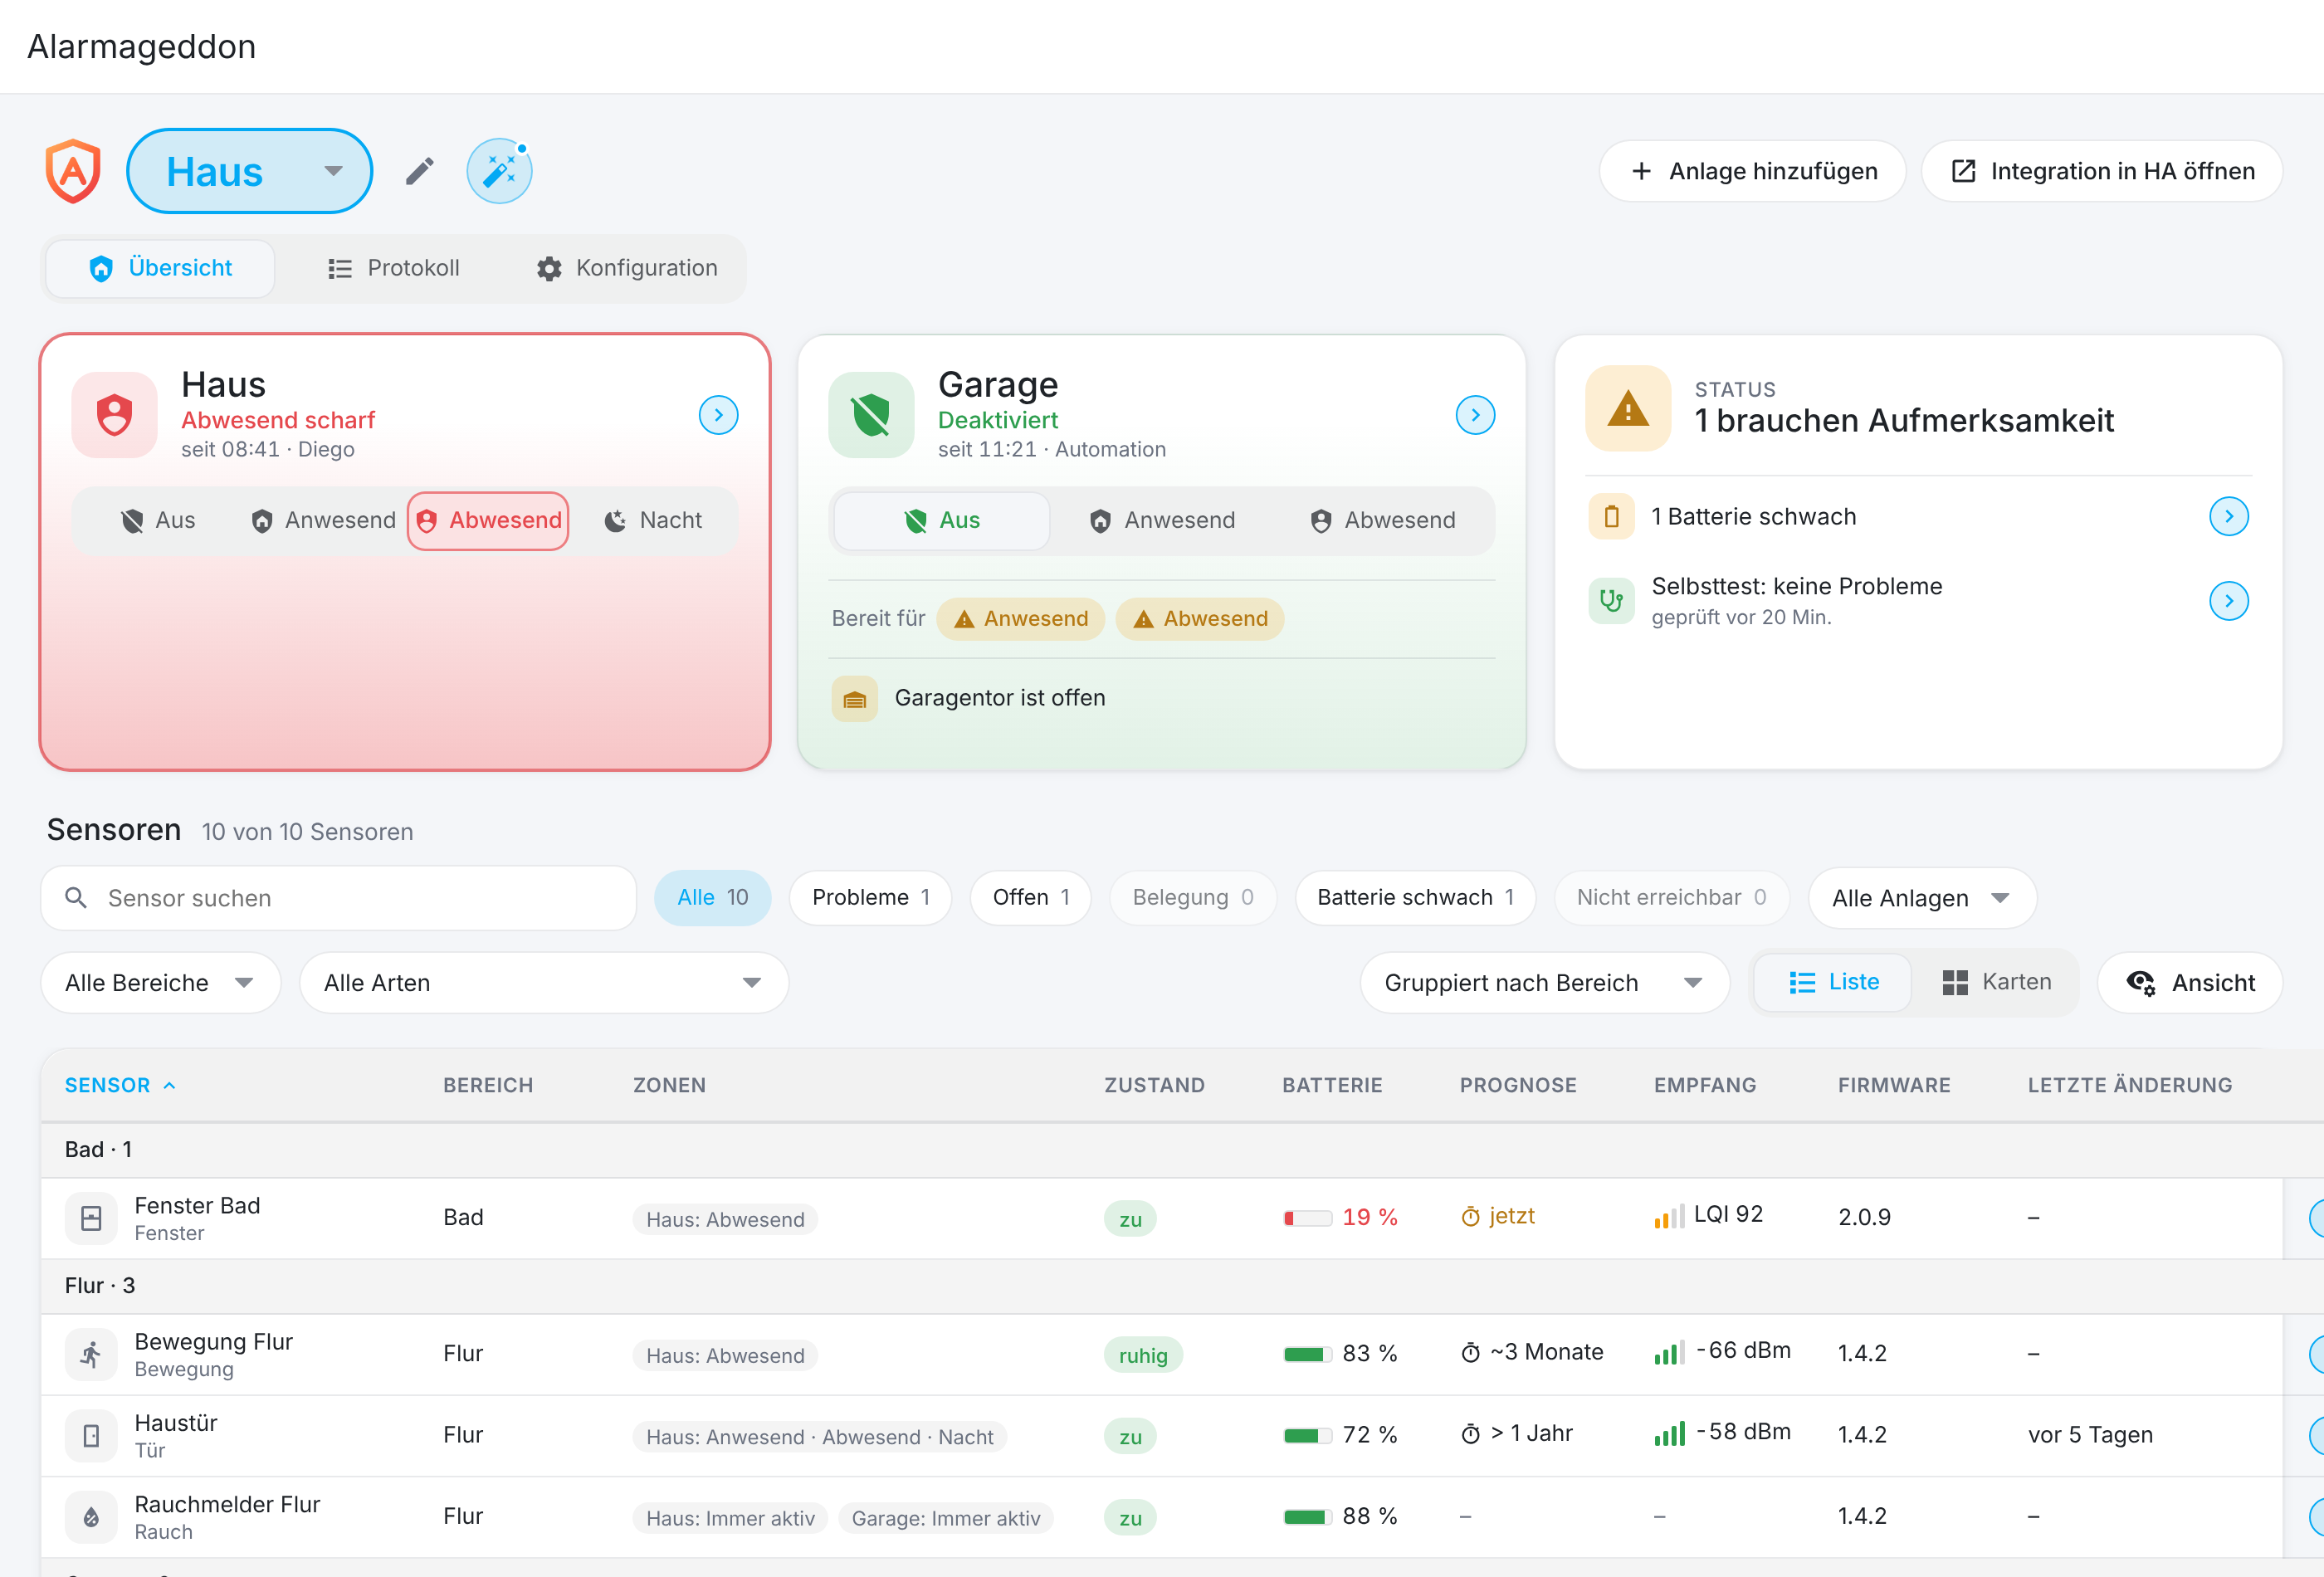 Alarmageddon
Haus
Anlage hinzufügen
Integration in HA öffnen
Übersicht
Protokoll
Konfiguration
Haus
Abwesend scharf
seit 08:41 · Diego
Aus
Anwesend
Abwesend
Nacht
Garage
Deaktiviert
seit 11:21 · Automation
Aus
Anwesend
Abwesend
Bereit für
Anwesend
Abwesend
Garagentor ist offen
STATUS
1 brauchen Aufmerksamkeit
1 Batterie schwach
Selbsttest: keine Probleme
geprüft vor 20 Min.
Sensoren 10 von 10 Sensoren
Sensor suchen
Alle 10
Probleme 1
Offen 1
Belegung 0
Batterie schwach 1
Nicht erreichbar 0
Alle Anlagen
Alle Bereiche
Alle Arten
Gruppiert nach Bereich
Liste
Karten
Ansicht
SENSOR BEREICH ZONEN ZUSTAND BATTERIE PROGNOSE EMPFANG FIRMWARE LETZTE ÄNDERUNG
Bad · 1
Fenster Bad
Fenster
Bad
Haus: Abwesend
zu
19 %
jetzt
LQI 92
2.0.9
–
Flur · 3
Bewegung Flur
Bewegung
Flur
Haus: Abwesend
ruhig
83 %
~3 Monate
-66 dBm
1.4.2
–
Haustür
Tür
Flur
Haus: Anwesend · Abwesend · Nacht
zu
72 %
> 1 Jahr
-58 dBm
1.4.2
vor 5 Tagen
Rauchmelder Flur
Rauch
Flur
Haus: Immer aktiv
Garage: Immer aktiv
zu
88 %
–
–
1.4.2
–